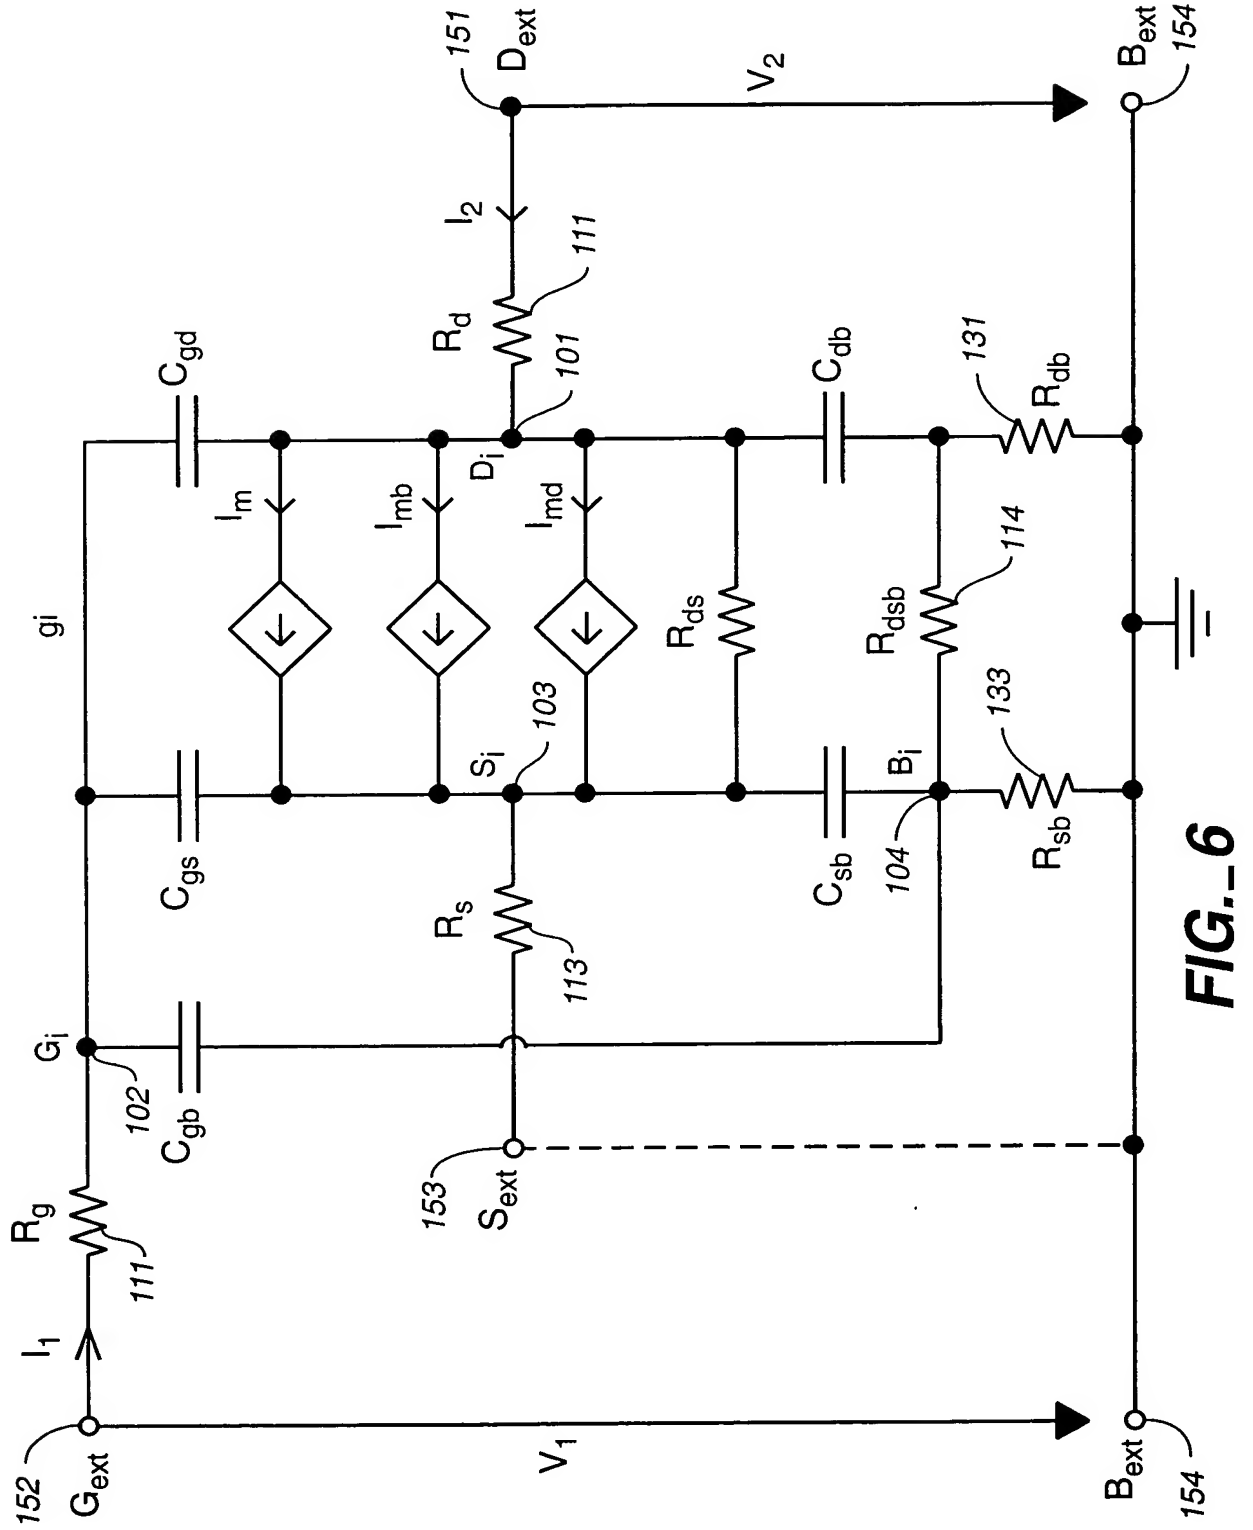 152
G_ext
I_1
R_g
111
G_i
102
C_gb
C_gs
gi
C_gd
I_m
I_mb
I_md
D_i
101
R_d
111
I_2
151
D_ext
V_2
B_ext
154
V_1
153
S_ext
R_s
113
S_i
103
R_ds
C_sb
C_db
104
B_i
R_dsb
114
R_sb
133
131
R_db
B_ext
154
FIG._6